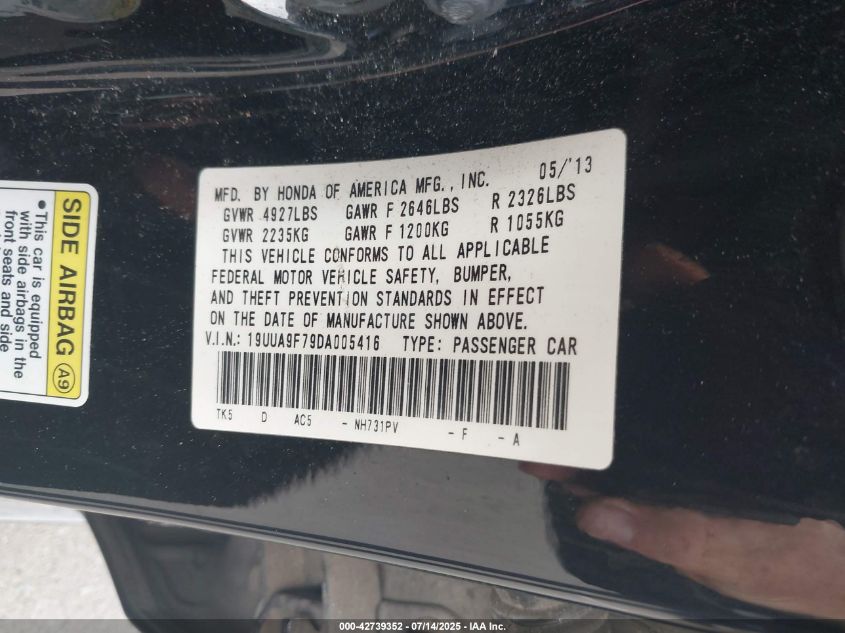 MFD. BY HONDA OF AMERICA MFG., INC. 05/'13
GVWR 4927LBS GAWR F 2646LBS R 2326LBS
GVWR 2235KG GAWR F 1200KG R 1055KG
THIS VEHICLE CONFORMS TO ALL APPLICABLE
FEDERAL MOTOR VEHICLE SAFETY, BUMPER,
AND THEFT PREVENTION STANDARDS IN EFFECT
ON THE DATE OF MANUFACTURE SHOWN ABOVE.
V.I.N.: 19UUA9F79DA005416 TYPE: PASSENGER CAR
TK5 D AC5 - NH731PV - F - A
SIDE AIRBAG A9
• This car is equipped
with side airbags in the
front seats and side
000-42739352 / 07/14/2025 - IAA Inc.